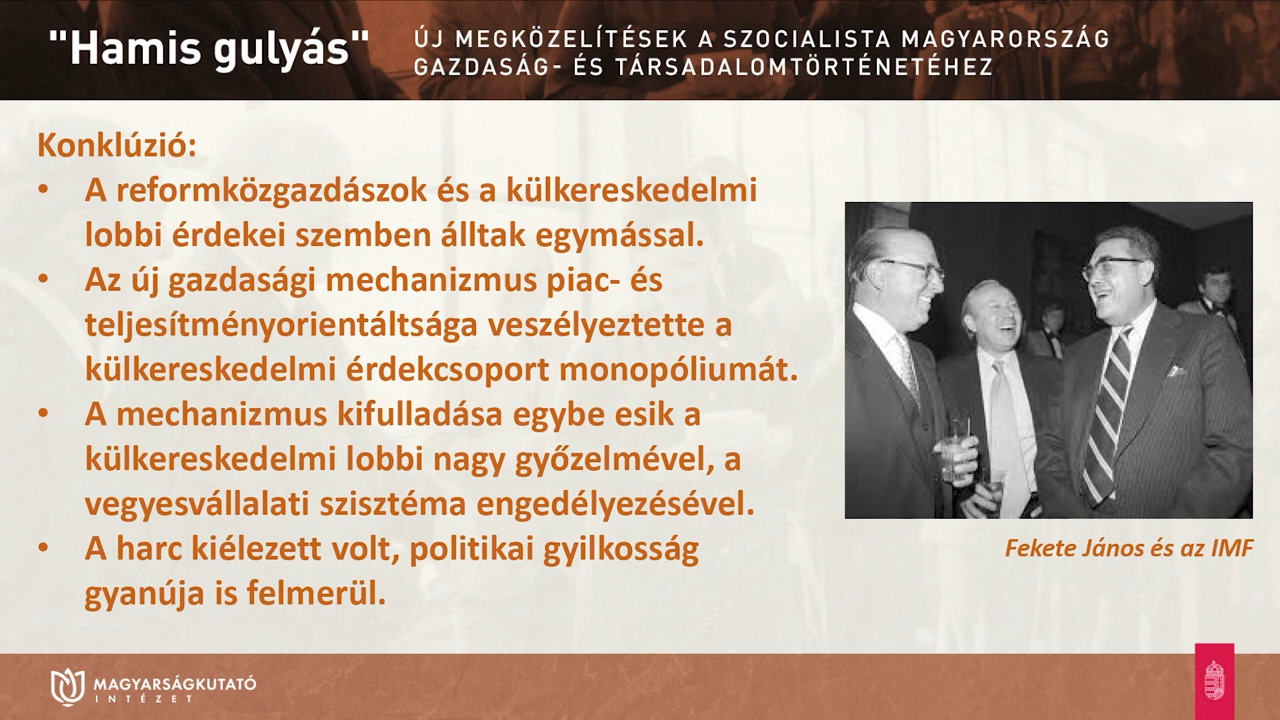 "Hamis gulyás"
ÚJ MEGKÖZELÍTÉSEK A SZOCIALISTA MAGYARORSZÁG
GAZDASÁG- ÉS TÁRSADALOMTÖRTÉNETÉHEZ
Konklúzió:
• A reformközgazdászok és a külkereskedelmi
lobbi érdekei szemben álltak egymással.
• Az új gazdasági mechanizmus piac- és
teljesítményorientáltsága veszélyeztette a
külkereskedelmi érdekcsoport monopóliumát.
• A mechanizmus kifulladása egybe esik a
külkereskedelmi lobbi nagy győzelmével, a
vegyesvállalati szisztéma engedélyezésével.
• A harc kiélezett volt, politikai gyilkosság
gyanúja is felmerül.
Fekete János és az IMF
MAGYARSÁGKUTATÓ
INTÉZET